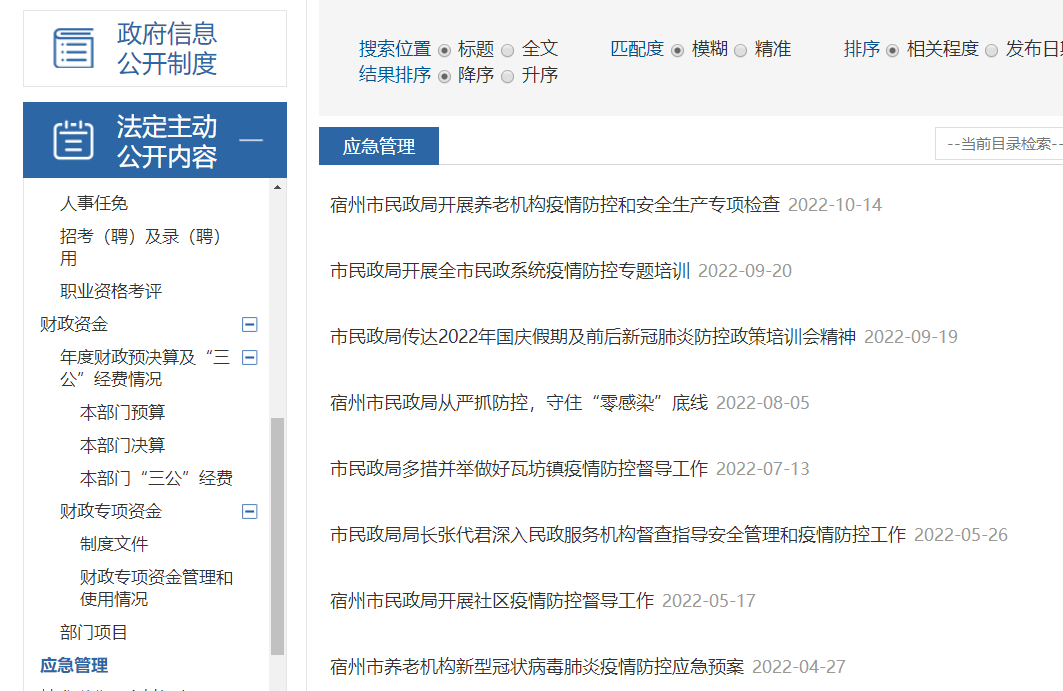 政府信息
公开制度
法定主动
公开内容
人事任免
招考（聘）及录（聘）
用
职业资格考评
财政资金
年度财政预决算及“三
公”经费情况
本部门预算
本部门决算
本部门“三公”经费
财政专项资金
制度文件
财政专项资金管理和
使用情况
部门项目
应急管理
搜索位置 标题 全文 匹配度 模糊 精准 排序 相关程度 发布日
结果排序 降序 升序
应急管理
--当前目录检索--
宿州市民政局开展养老机构疫情防控和安全生产专项检查 2022-10-14
市民政局开展全市民政系统疫情防控专题培训 2022-09-20
市民政局传达2022年国庆假期及前后新冠肺炎防控政策培训会精神 2022-09-19
宿州市民政局从严抓防控，守住“零感染”底线 2022-08-05
市民政局多措并举做好瓦坊镇疫情防控督导工作 2022-07-13
市民政局局长张代君深入民政服务机构督查指导安全管理和疫情防控工作 2022-05-26
宿州市民政局开展社区疫情防控督导工作 2022-05-17
宿州市养老机构新型冠状病毒肺炎疫情防控应急预案 2022-04-27